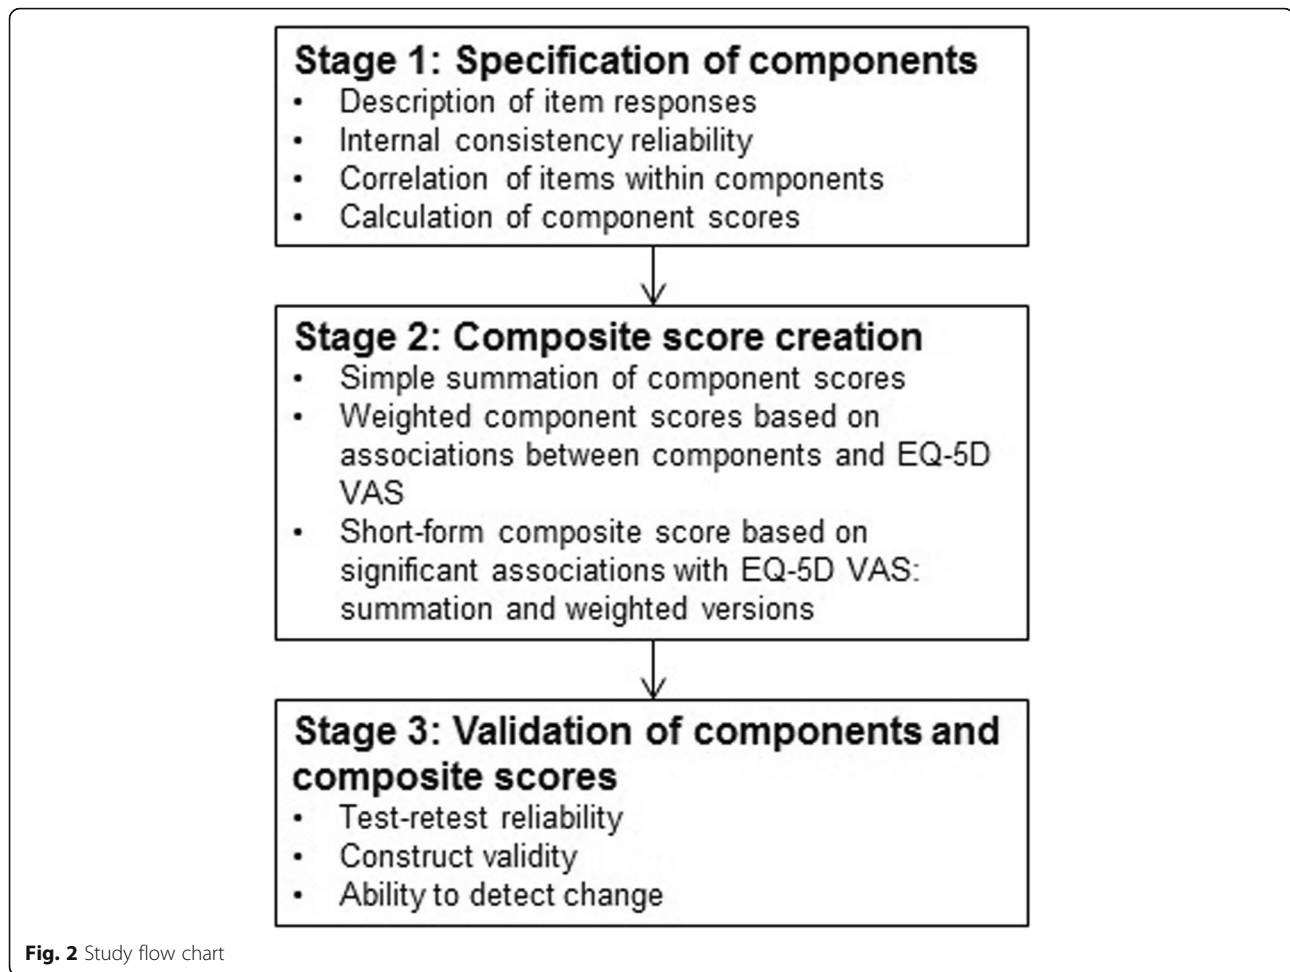 Stage 1: Specification of components
• Description of item responses
• Internal consistency reliability
• Correlation of items within components
• Calculation of component scores
Stage 2: Composite score creation
• Simple summation of component scores
• Weighted component scores based on
associations between components and EQ-5D
VAS
• Short-form composite score based on
significant associations with EQ-5D VAS:
summation and weighted versions
Stage 3: Validation of components and
composite scores
• Test-retest reliability
• Construct validity
• Ability to detect change
Fig. 2 Study flow chart